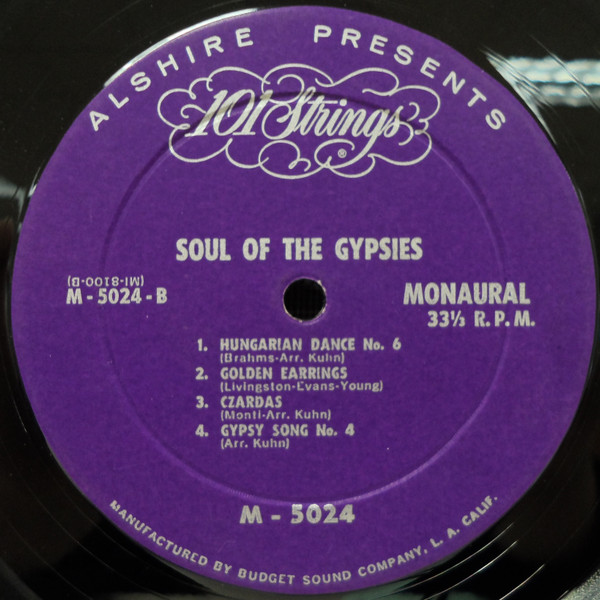 ALSHIRE PRESENTS
101 Strings ®
SOUL OF THE GYPSIES
(MI-8100-B)
M - 5024 - B
MONAURAL
33⅓ R.P.M.
1. HUNGARIAN DANCE No. 6
(Brahms-Arr. Kuhn)
2. GOLDEN EARRINGS
(Livingston-Evans-Young)
3. CZARDAS
(Monti-Arr. Kuhn)
4. GYPSY SONG No. 4
(Arr. Kuhn)
M - 5024
MANUFACTURED BY BUDGET SOUND COMPANY, L. A. CALIF.